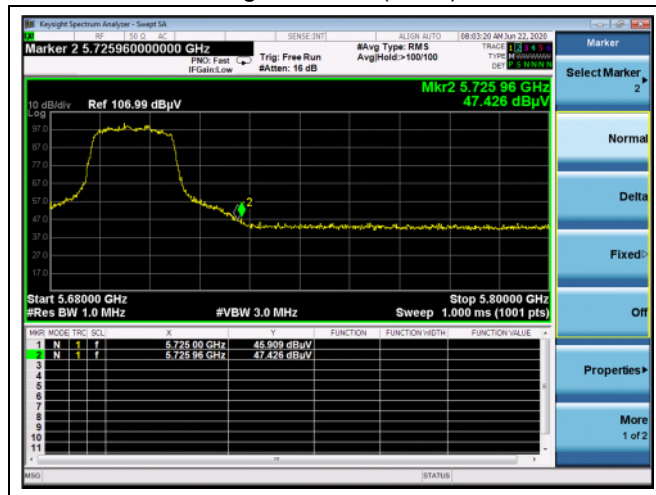 Keysight Spectrum Analyzer - Swept SA
RF 50 Ω AC SENSE:INT ALIGN AUTO 08:03:20 AM Jun 22, 2020
Marker 2 5.725960000000 GHz
PNO: Fast
IFGain:Low
Trig: Free Run
#Atten: 16 dB
#Avg Type: RMS
Avg|Hold:>100/100
TRACE 1 2 3 4 5 6
TYPE M
DET P S N N N N
Mkr2 5.725 96 GHz
47.426 dBµV
10 dB/div Ref 106.99 dBµV
Log
97.0
87.0
77.0
67.0
57.0
47.0
37.0
27.0
17.0
2
Start 5.68000 GHz
Stop 5.80000 GHz
#Res BW 1.0 MHz #VBW 3.0 MHz Sweep 1.000 ms (1001 pts)
MKR MODE TRC SCL X Y FUNCTION FUNCTION WIDTH FUNCTION VALUE
1 N 1 f 5.725 00 GHz 45.909 dBµV
2 N 1 f 5.725 96 GHz 47.426 dBµV
3
4
5
6
7
8
9
10
11
MSG STATUS
Marker
Select Marker
2
Normal
Delta
Fixed
Off
Properties
More
1 of 2